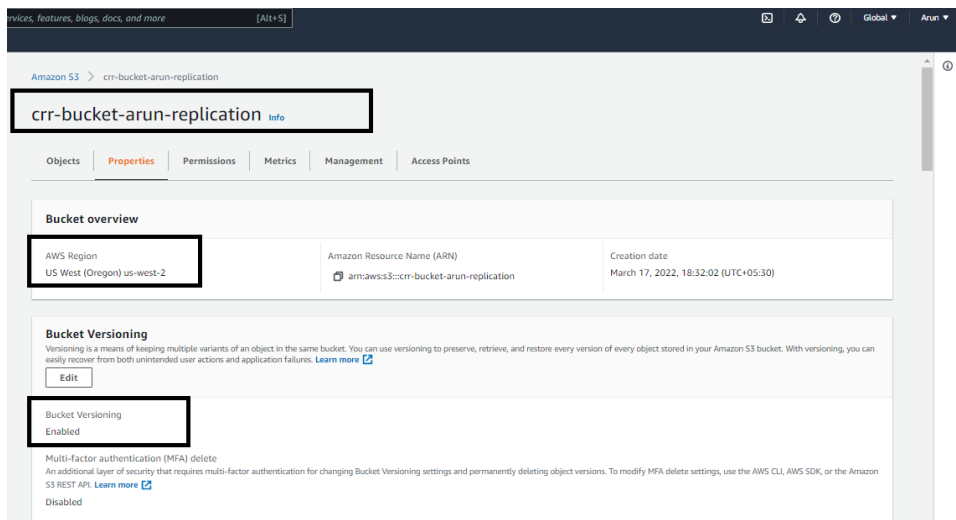 ervices, features, blogs, docs, and more [Alt+S] Global Arun
Amazon S3 > crr-bucket-arun-replication
crr-bucket-arun-replication Info
Objects Properties Permissions Metrics Management Access Points
Bucket overview
AWS Region Amazon Resource Name (ARN) Creation date
US West (Oregon) us-west-2 arn:aws:s3:::crr-bucket-arun-replication March 17, 2022, 18:32:02 (UTC+05:30)
Bucket Versioning
Versioning is a means of keeping multiple variants of an object in the same bucket. You can use versioning to preserve, retrieve, and restore every version of every object stored in your Amazon S3 bucket. With versioning, you can
easily recover from both unintended user actions and application failures. Learn more
Edit
Bucket Versioning
Enabled
Multi-factor authentication (MFA) delete
An additional layer of security that requires multi-factor authentication for changing Bucket Versioning settings and permanently deleting object versions. To modify MFA delete settings, use the AWS CLI, AWS SDK, or the Amazon
S3 REST API. Learn more
Disabled